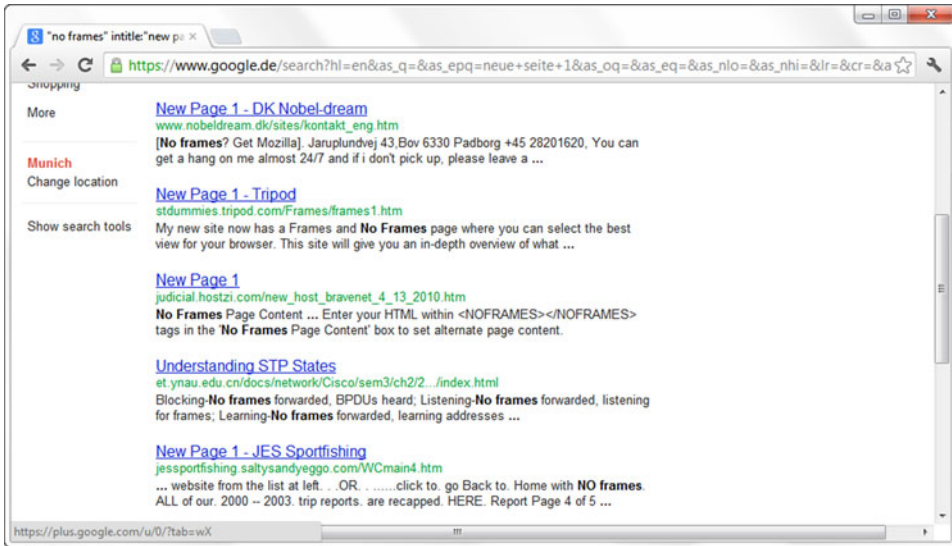 "no frames" intitle:"new pa
https://www.google.de/search?hl=en&as_q=&as_epq=neue+seite+1&as_oq=&as_eq=&as_nlo=&as_nhi=&lr=&cr=&a
Shopping
More
Munich
Change location
Show search tools
New Page 1 - DK Nobel-dream
www.nobeldream.dk/sites/kontakt_eng.htm
[No frames? Get Mozilla]. Jaruplundvej 43,Bov 6330 Padborg +45 28201620, You can
get a hang on me almost 24/7 and if i don't pick up, please leave a ...
New Page 1 - Tripod
stdummies.tripod.com/Frames/frames1.htm
My new site now has a Frames and No Frames page where you can select the best
view for your browser. This site will give you an in-depth overview of what ...
New Page 1
judicial.hostzi.com/new_host_bravenet_4_13_2010.htm
No Frames Page Content ... Enter your HTML within <NOFRAMES></NOFRAMES>
tags in the 'No Frames Page Content' box to set alternate page content.
Understanding STP States
et.ynau.edu.cn/docs/network/Cisco/sem3/ch2/2.../index.html
Blocking-No frames forwarded, BPDUs heard; Listening-No frames forwarded, listening
for frames; Learning-No frames forwarded, learning addresses ...
New Page 1 - JES Sportfishing
jessportfishing.saltysandyeggo.com/WCmain4.htm
... website from the list at left. . .OR. . ......click to. go Back to. Home with NO frames.
ALL of our. 2000 -- 2003. trip reports. are recapped. HERE. Report Page 4 of 5 ...
https://plus.google.com/u/0/?tab=wX